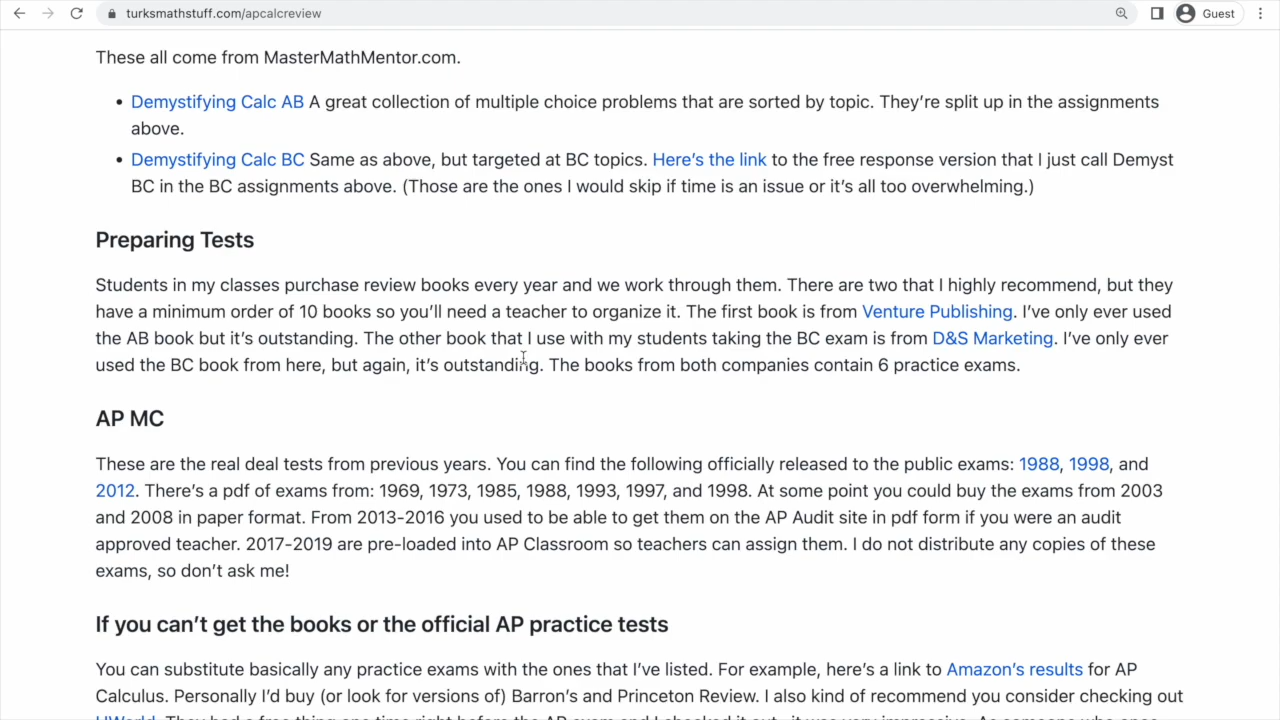 turksmathstuff.com/apcalcreview
Guest
These all come from MasterMathMentor.com.
• Demystifying Calc AB A great collection of multiple choice problems that are sorted by topic. They’re split up in the assignments
above.
• Demystifying Calc BC Same as above, but targeted at BC topics. Here’s the link to the free response version that I just call Demyst
BC in the BC assignments above. (Those are the ones I would skip if time is an issue or it’s all too overwhelming.)
Preparing Tests
Students in my classes purchase review books every year and we work through them. There are two that I highly recommend, but they
have a minimum order of 10 books so you’ll need a teacher to organize it. The first book is from Venture Publishing. I’ve only ever used
the AB book but it’s outstanding. The other book that I use with my students taking the BC exam is from D&S Marketing. I’ve only ever
used the BC book from here, but again, it’s outstanding. The books from both companies contain 6 practice exams.
AP MC
These are the real deal tests from previous years. You can find the following officially released to the public exams: 1988, 1998, and
2012. There’s a pdf of exams from: 1969, 1973, 1985, 1988, 1993, 1997, and 1998. At some point you could buy the exams from 2003
and 2008 in paper format. From 2013-2016 you used to be able to get them on the AP Audit site in pdf form if you were an audit
approved teacher. 2017-2019 are pre-loaded into AP Classroom so teachers can assign them. I do not distribute any copies of these
exams, so don’t ask me!
If you can’t get the books or the official AP practice tests
You can substitute basically any practice exams with the ones that I’ve listed. For example, here’s a link to Amazon’s results for AP
Calculus. Personally I’d buy (or look for versions of) Barron’s and Princeton Review. I also kind of recommend you consider checking out